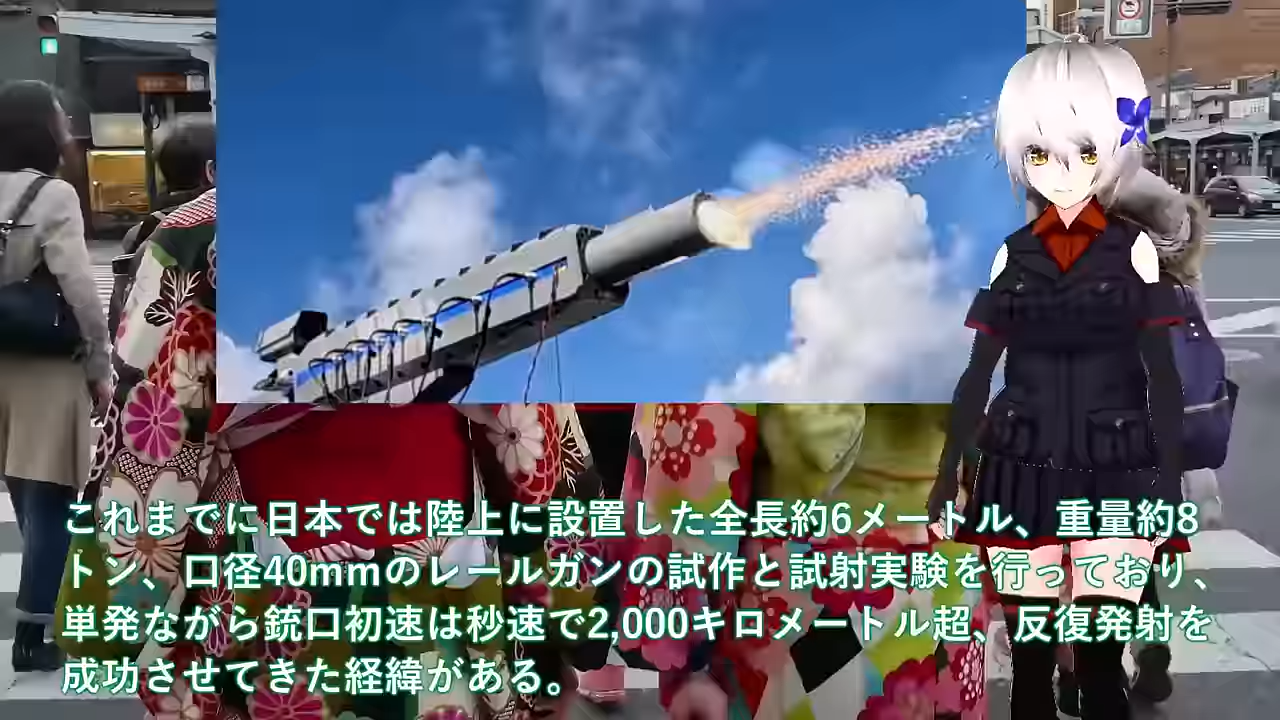 これまでに日本では陸上に設置した全長約6メートル、重量約8
トン、口径40mmのレールガンの試作と試射実験を行っており、
単発ながら銃口初速は秒速で2,000キロメートル超、反復発射を
成功させてきた経緯がある。